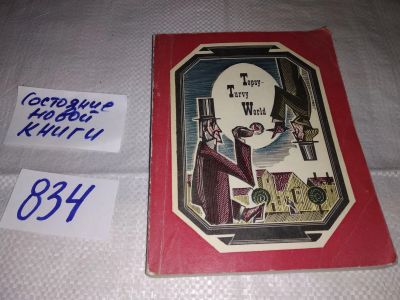 Состояние
новой
книги
834
Topsy-
Turvy
World